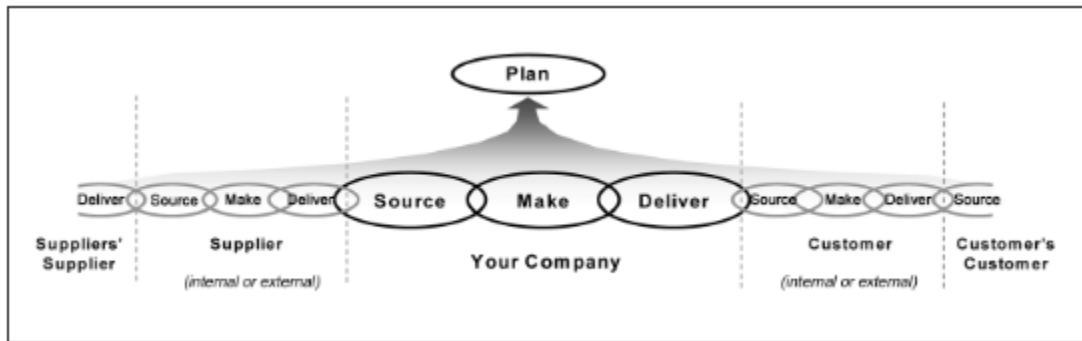 Plan
Deliver Source Make Deliver Source Make Deliver Source Make Deliver Source
Suppliers' Supplier Your Company Customer Customer's
Supplier (internal or external) (internal or external) Customer